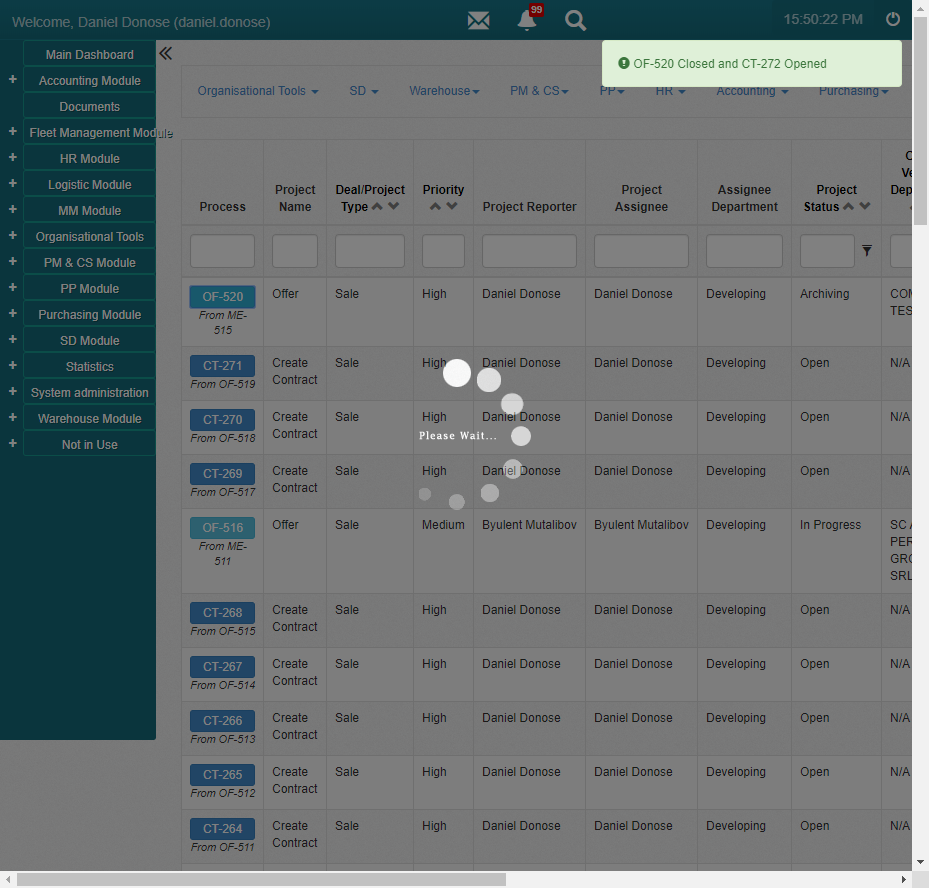 Welcome, Daniel Donose (daniel.donose)
99
15:50:22 PM
OF-520 Closed and CT-272 Opened
Main Dashboard
+ Accounting Module
Documents
+ Fleet Management Module
+ HR Module
+ Logistic Module
+ MM Module
+ Organisational Tools
+ PM & CS Module
+ PP Module
+ Purchasing Module
+ SD Module
+ Statistics
+ System administration
+ Warehouse Module
+ Not in Use
Organisational Tools SD Warehouse PM & CS PP HR Accounting Purchasing
Process
Project
Name
Deal/Project
Type
Priority
Project Reporter
Project
Assignee
Assignee
Department
Project
Status
OF-520 Offer Sale High Daniel Donose Daniel Donose Developing Archiving
From ME-
515
CT-271 Create Sale High Daniel Donose Daniel Donose Developing Open N/A
Contract
From OF-519
CT-270 Create Sale High Daniel Donose Daniel Donose Developing Open N/A
Contract
From OF-518
Please Wait...
CT-269 Create Sale High Daniel Donose Daniel Donose Developing Open N/A
Contract
From OF-517
OF-516 Offer Sale Medium Byulent Mutalibov Byulent Mutalibov Developing In Progress SC
From ME-
511
SRL
CT-268 Create Sale High Daniel Donose Daniel Donose Developing Open N/A
Contract
From OF-515
CT-267 Create Sale High Daniel Donose Daniel Donose Developing Open N/A
Contract
From OF-514
CT-266 Create Sale High Daniel Donose Daniel Donose Developing Open N/A
Contract
From OF-513
CT-265 Create Sale High Daniel Donose Daniel Donose Developing Open N/A
Contract
From OF-512
CT-264 Create Sale High Daniel Donose Daniel Donose Developing Open N/A
Contract
From OF-511